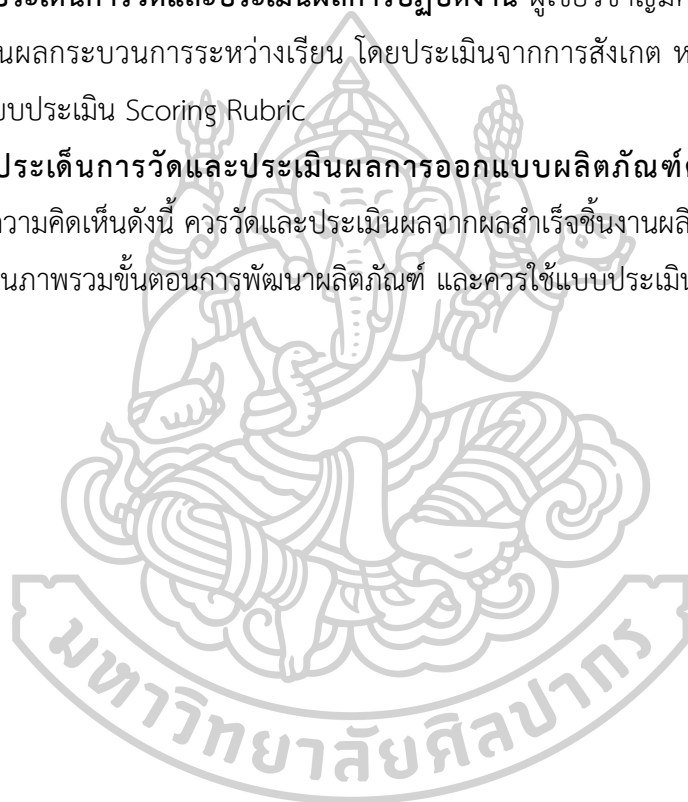 ประเด็นการวัดและประเมินผลการปฏิบัติงาน ผู้เชี่ยวชาญมีค
นผลกระบวนการระหว่างเรียน โดยประเมินจากการสังเกต ห
บบประเมิน Scoring Rubric
ประเด็นการวัดและประเมินผลการออกแบบผลิตภัณฑ์
ความคิดเห็นดังนี้ ควรวัดและประเมินผลจากผลสำเร็จชิ้นงานผลิ
นภาพรวมขั้นตอนการพัฒนาผลิตภัณฑ์ และควรใช้แบบประเมิน
มหาวิทยาลัยศิลปากร